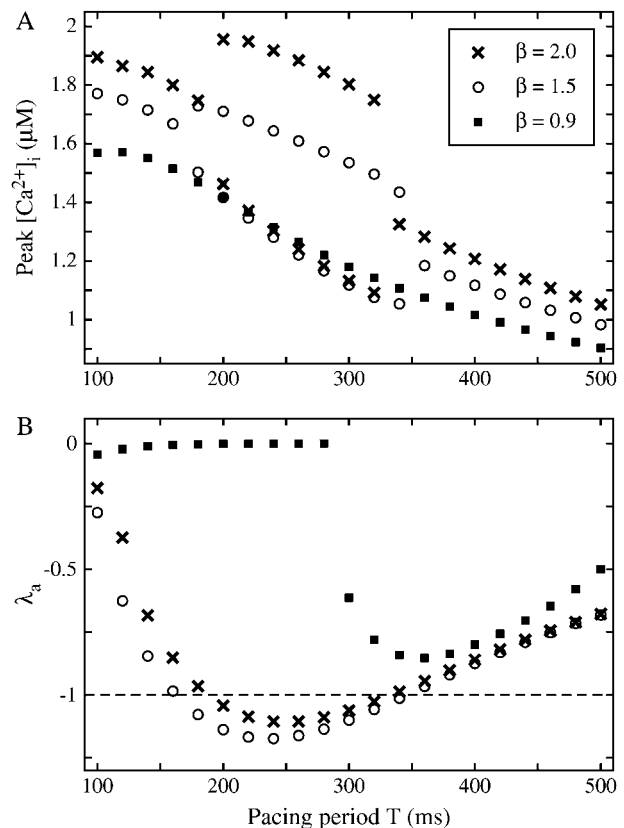 A
2
1.8
1.6
1.4
1.2
1
Peak [Ca²⁺]ᵢ (μM)
β = 2.0
β = 1.5
β = 0.9
100
200
300
400
500
B
0
-0.5
-1
λₐ
100
200
300
400
500
Pacing period T (ms)